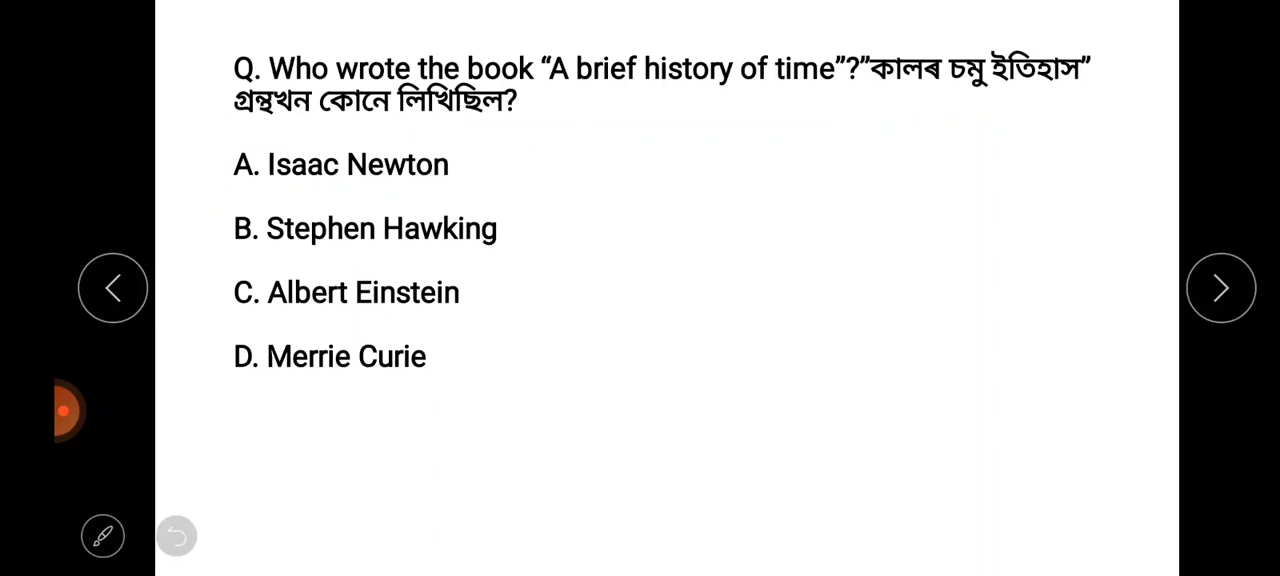 Q. Who wrote the book “A brief history of time”?”কালৰ চমু ইতিহাস”
গ্ৰন্থখন কোনে লিখিছিল?
A. Isaac Newton
B. Stephen Hawking
C. Albert Einstein
D. Merrie Curie